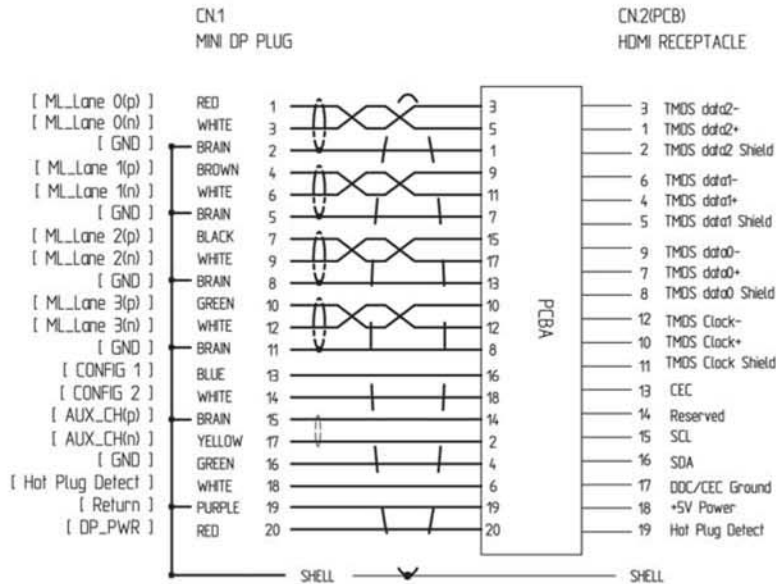 CN.1 CN.2(PCB)
MINI DP PLUG HDMI RECEPTACLE
[ ML_Lane 0(p) ] RED 1 3 3 TMDS data2-
[ ML_Lane 0(n) ] WHITE 3 5 1 TMDS data2+
[ GND ] BRAIN 2 1 2 TMDS data2 Shield
[ ML_Lane 1(p) ] BROWN 4 9 6 TMDS data1-
[ ML_Lane 1(n) ] WHITE 6 11 4 TMDS data1+
[ GND ] BRAIN 5 7 5 TMDS data1 Shield
[ ML_Lane 2(p) ] BLACK 7 15 9 TMDS data0-
[ ML_Lane 2(n) ] WHITE 9 17 7 TMDS data0+
[ GND ] BRAIN 8 13 8 TMDS data0 Shield
[ ML_Lane 3(p) ] GREEN 10 10 12 TMDS Clock-
[ ML_Lane 3(n) ] WHITE 12 12 10 TMDS Clock+
[ GND ] BRAIN 11 8 11 TMDS Clock Shield
[ CONFIG 1 ] BLUE 13 16 13 CEC
[ CONFIG 2 ] WHITE 14 18 14 Reserved
[ AUX_CH(p) ] BRAIN 15 14 15 SCL
[ AUX_CH(n) ] YELLOW 17 2 16 SDA
[ GND ] GREEN 16 4 17 DDC/CEC Ground
[ Hot Plug Detect ] WHITE 18 6 18 +5V Power
[ Return ] PURPLE 19 19 19 Hot Plug Detect
[ DP_PWR ] RED 20 20
PCBA
SHELL SHELL